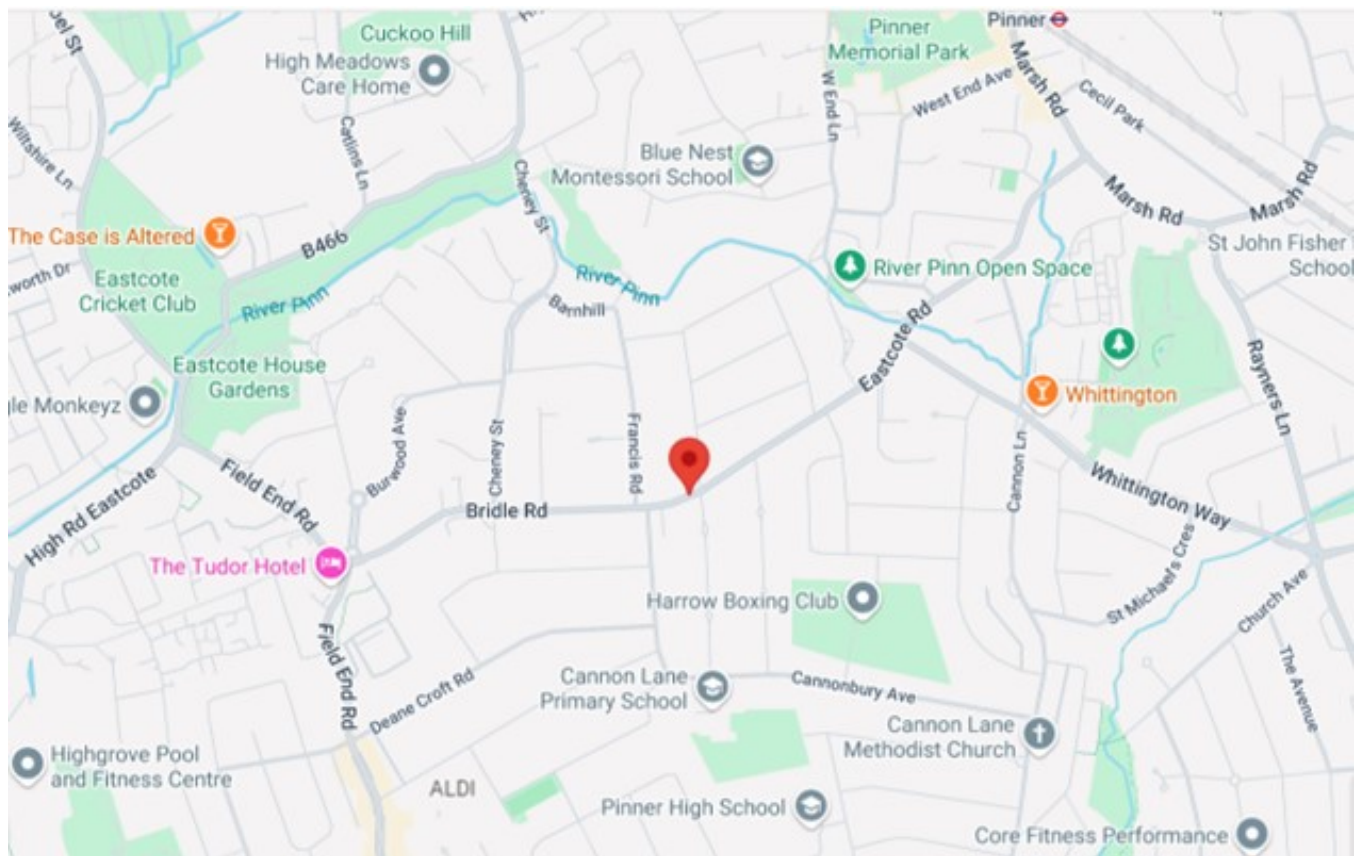 Cuckoo Hill
High Meadows
Care Home
Pinner
Memorial Park
Pinner
Marsh Rd
West End Ave
Cecil Park
W End Ln
Wiltshire Ln
Catlins Ln
Blue Nest
Montessori School
Cheney St
Marsh Rd
Marsh Rd
The Case is Altered
B466
St John Fisher
School
River Pinn Open Space
Eastcote
Cricket Club
River Pinn
River Pinn
Barnhill
Eastcote Rd
Rayners Ln
Eastcote House
Gardens
Whittington
Burwood Ave
Cheney St
Francis Rd
Cannon Ln
Field End Rd
High Rd Eastcote
Bridle Rd
Whittington Way
The Tudor Hotel
St Michael's Cres
Church Ave
Harrow Boxing Club
Field End Rd
Deane Croft Rd
Cannon Lane
Primary School
Cannonbury Ave
The Avenue
Cannon Lane
Methodist Church
Highgrove Pool
and Fitness Centre
ALDI
Pinner High School
Core Fitness Performance